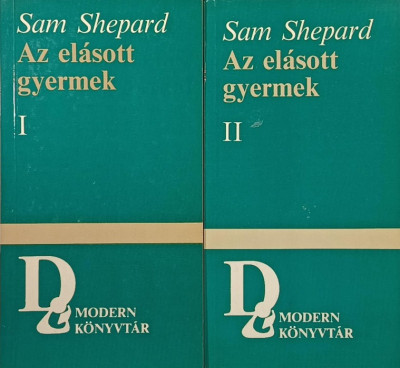 Sam Shepard
Az elásott
gyermek
I
MODERN
KÖNYVTÁR
Sam Shepard
Az elásott
gyermek
II
MODERN
KÖNYVTÁR